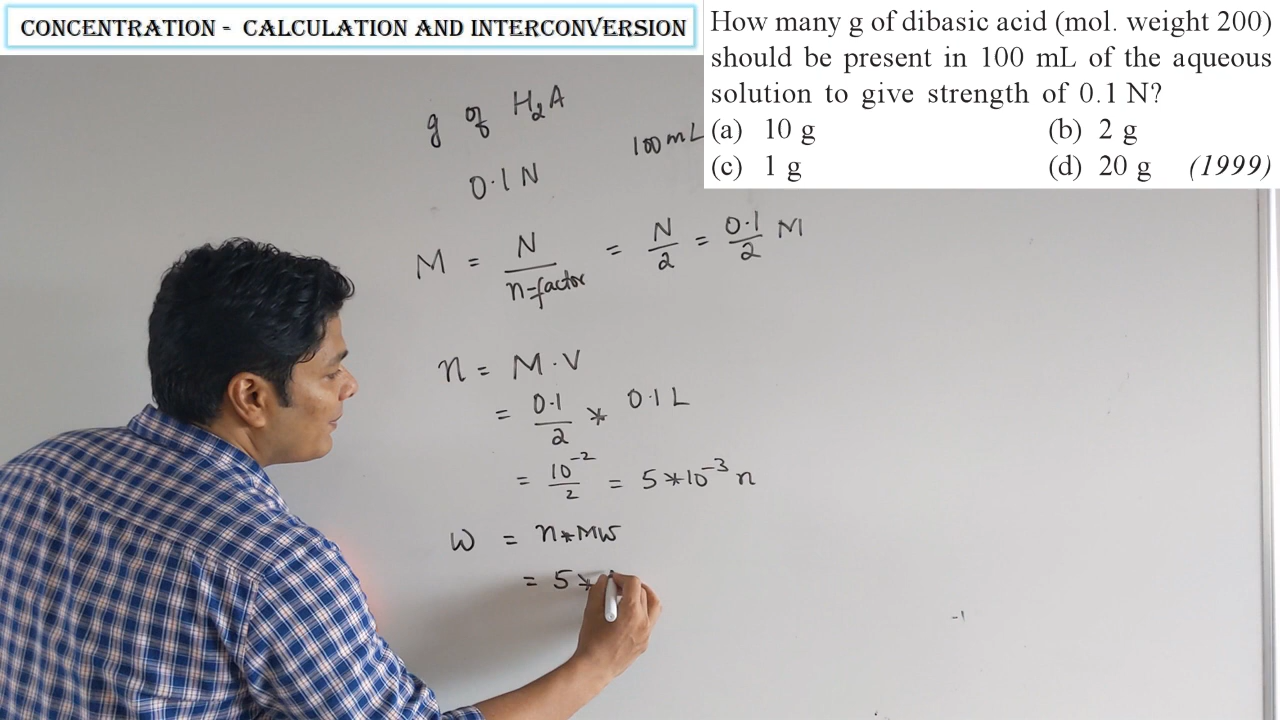 CONCENTRATION - CALCULATION AND INTERCONVERSION
How many g of dibasic acid (mol. weight 200)
should be present in 100 mL of the aqueous
solution to give strength of 0.1 N?
(a) 10 g (b) 2 g
(c) 1 g (d) 20 g (1999)
g of H₂A
100 mL
0.1 N
M = N / n-factor = N/2 = 0.1/2 M
n = M.V
= 0.1/2 * 0.1 L
= 10⁻²/2 = 5*10⁻³ n
W = n*MW
= 5*
-1